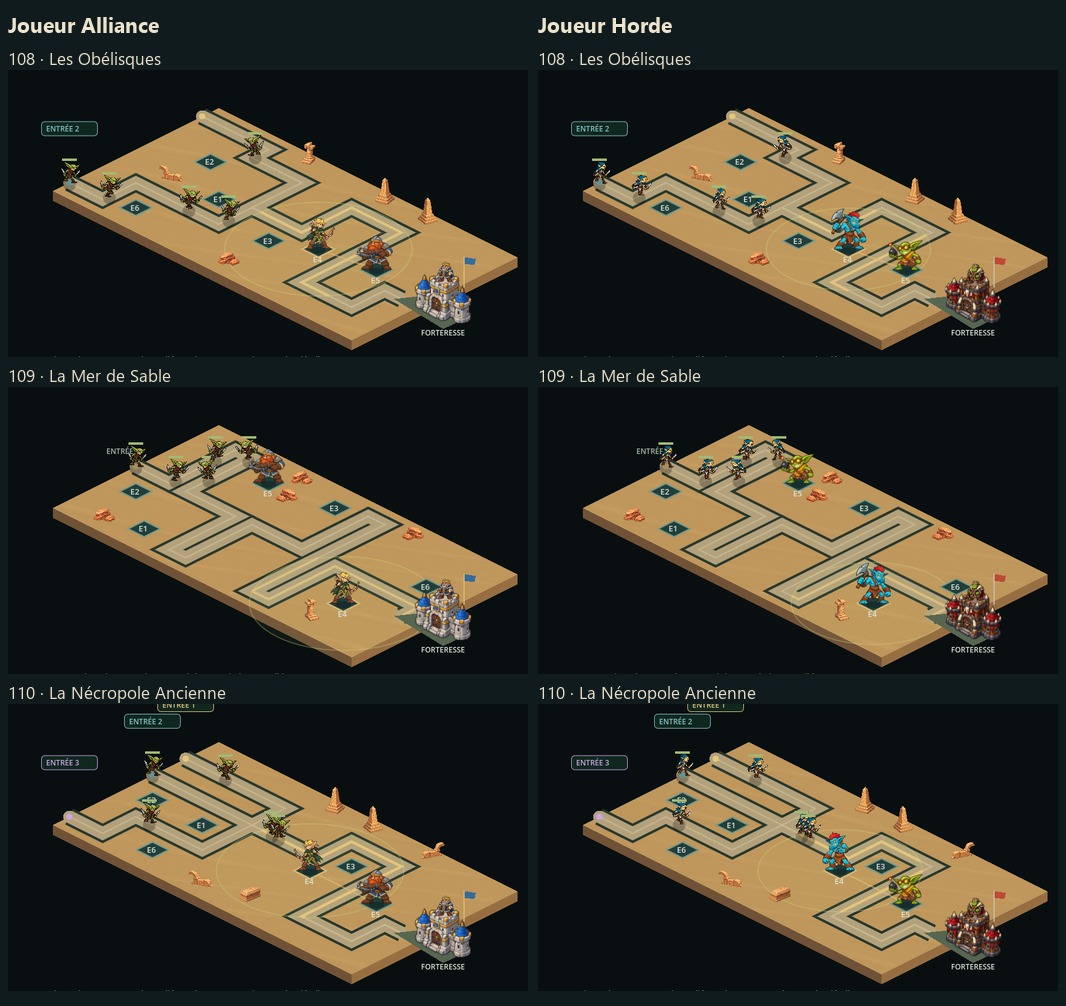 Joueur Alliance
108 · Les Obélisques
ENTRÉE 2
E2
E1
E6
E3
E4
E5
FORTERESSE
109 · La Mer de Sable
E2
E5
E3
E1
E6
E4
FORTERESSE
110 · La Nécropole Ancienne
ENTRÉE 1
ENTRÉE 2
ENTRÉE 3
E1
E6
E3
E4
E5
FORTERESSE
Joueur Horde
108 · Les Obélisques
ENTRÉE 2
E2
E1
E6
E3
E4
E5
FORTERESSE
109 · La Mer de Sable
E2
E5
E3
E1
E6
E4
FORTERESSE
110 · La Nécropole Ancienne
ENTRÉE 1
ENTRÉE 2
ENTRÉE 3
E1
E6
E3
E4
E5
FORTERESSE